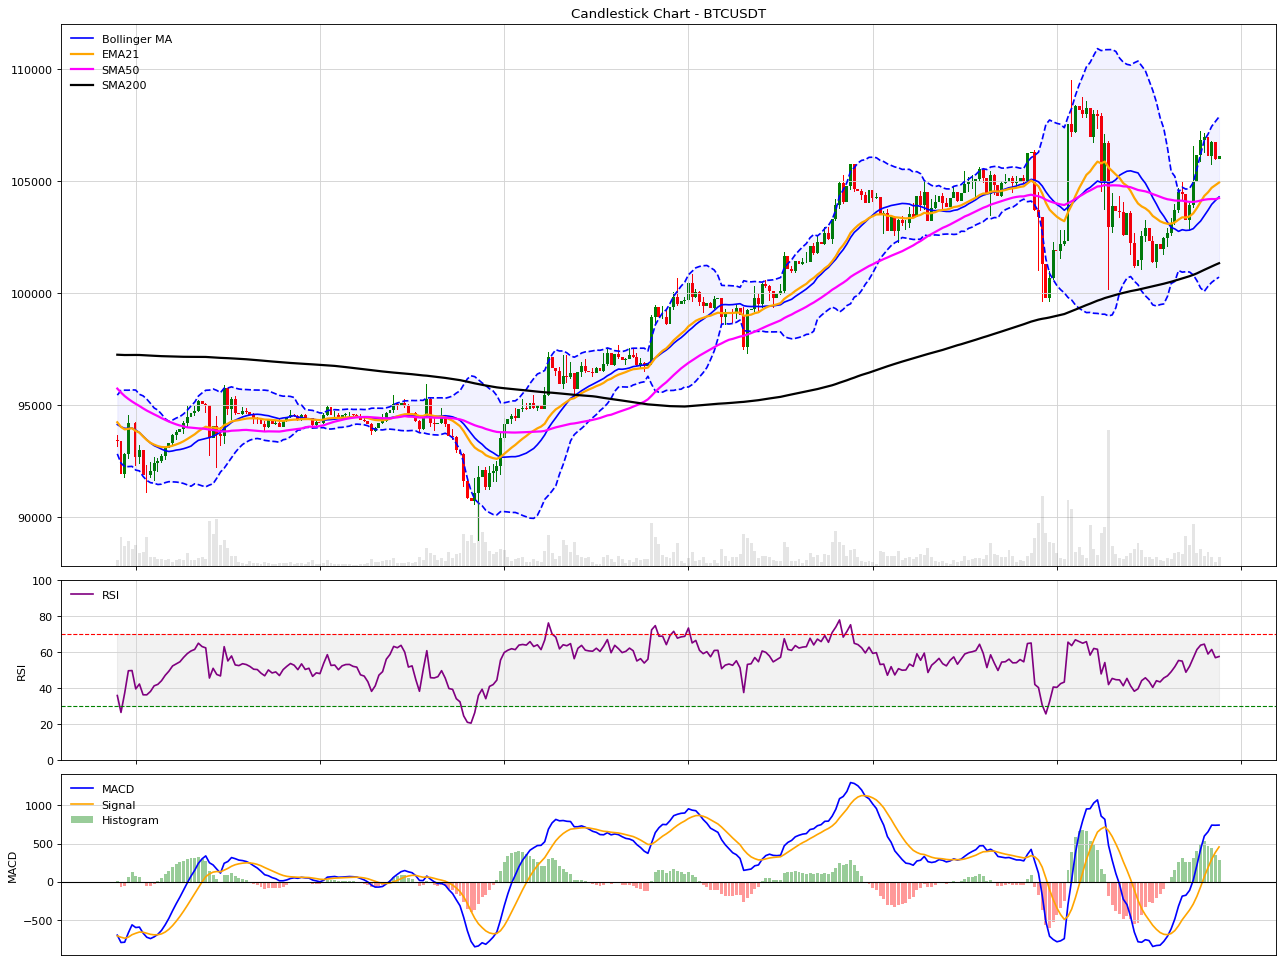 Candlestick Chart - BTCUSDT
Bollinger MA
EMA21
SMA50
SMA200
110000
105000
100000
95000
90000
RSI
100
80
60
40
20
0
RSI
MACD
Signal
Histogram
1000
500
0
−500
MACD